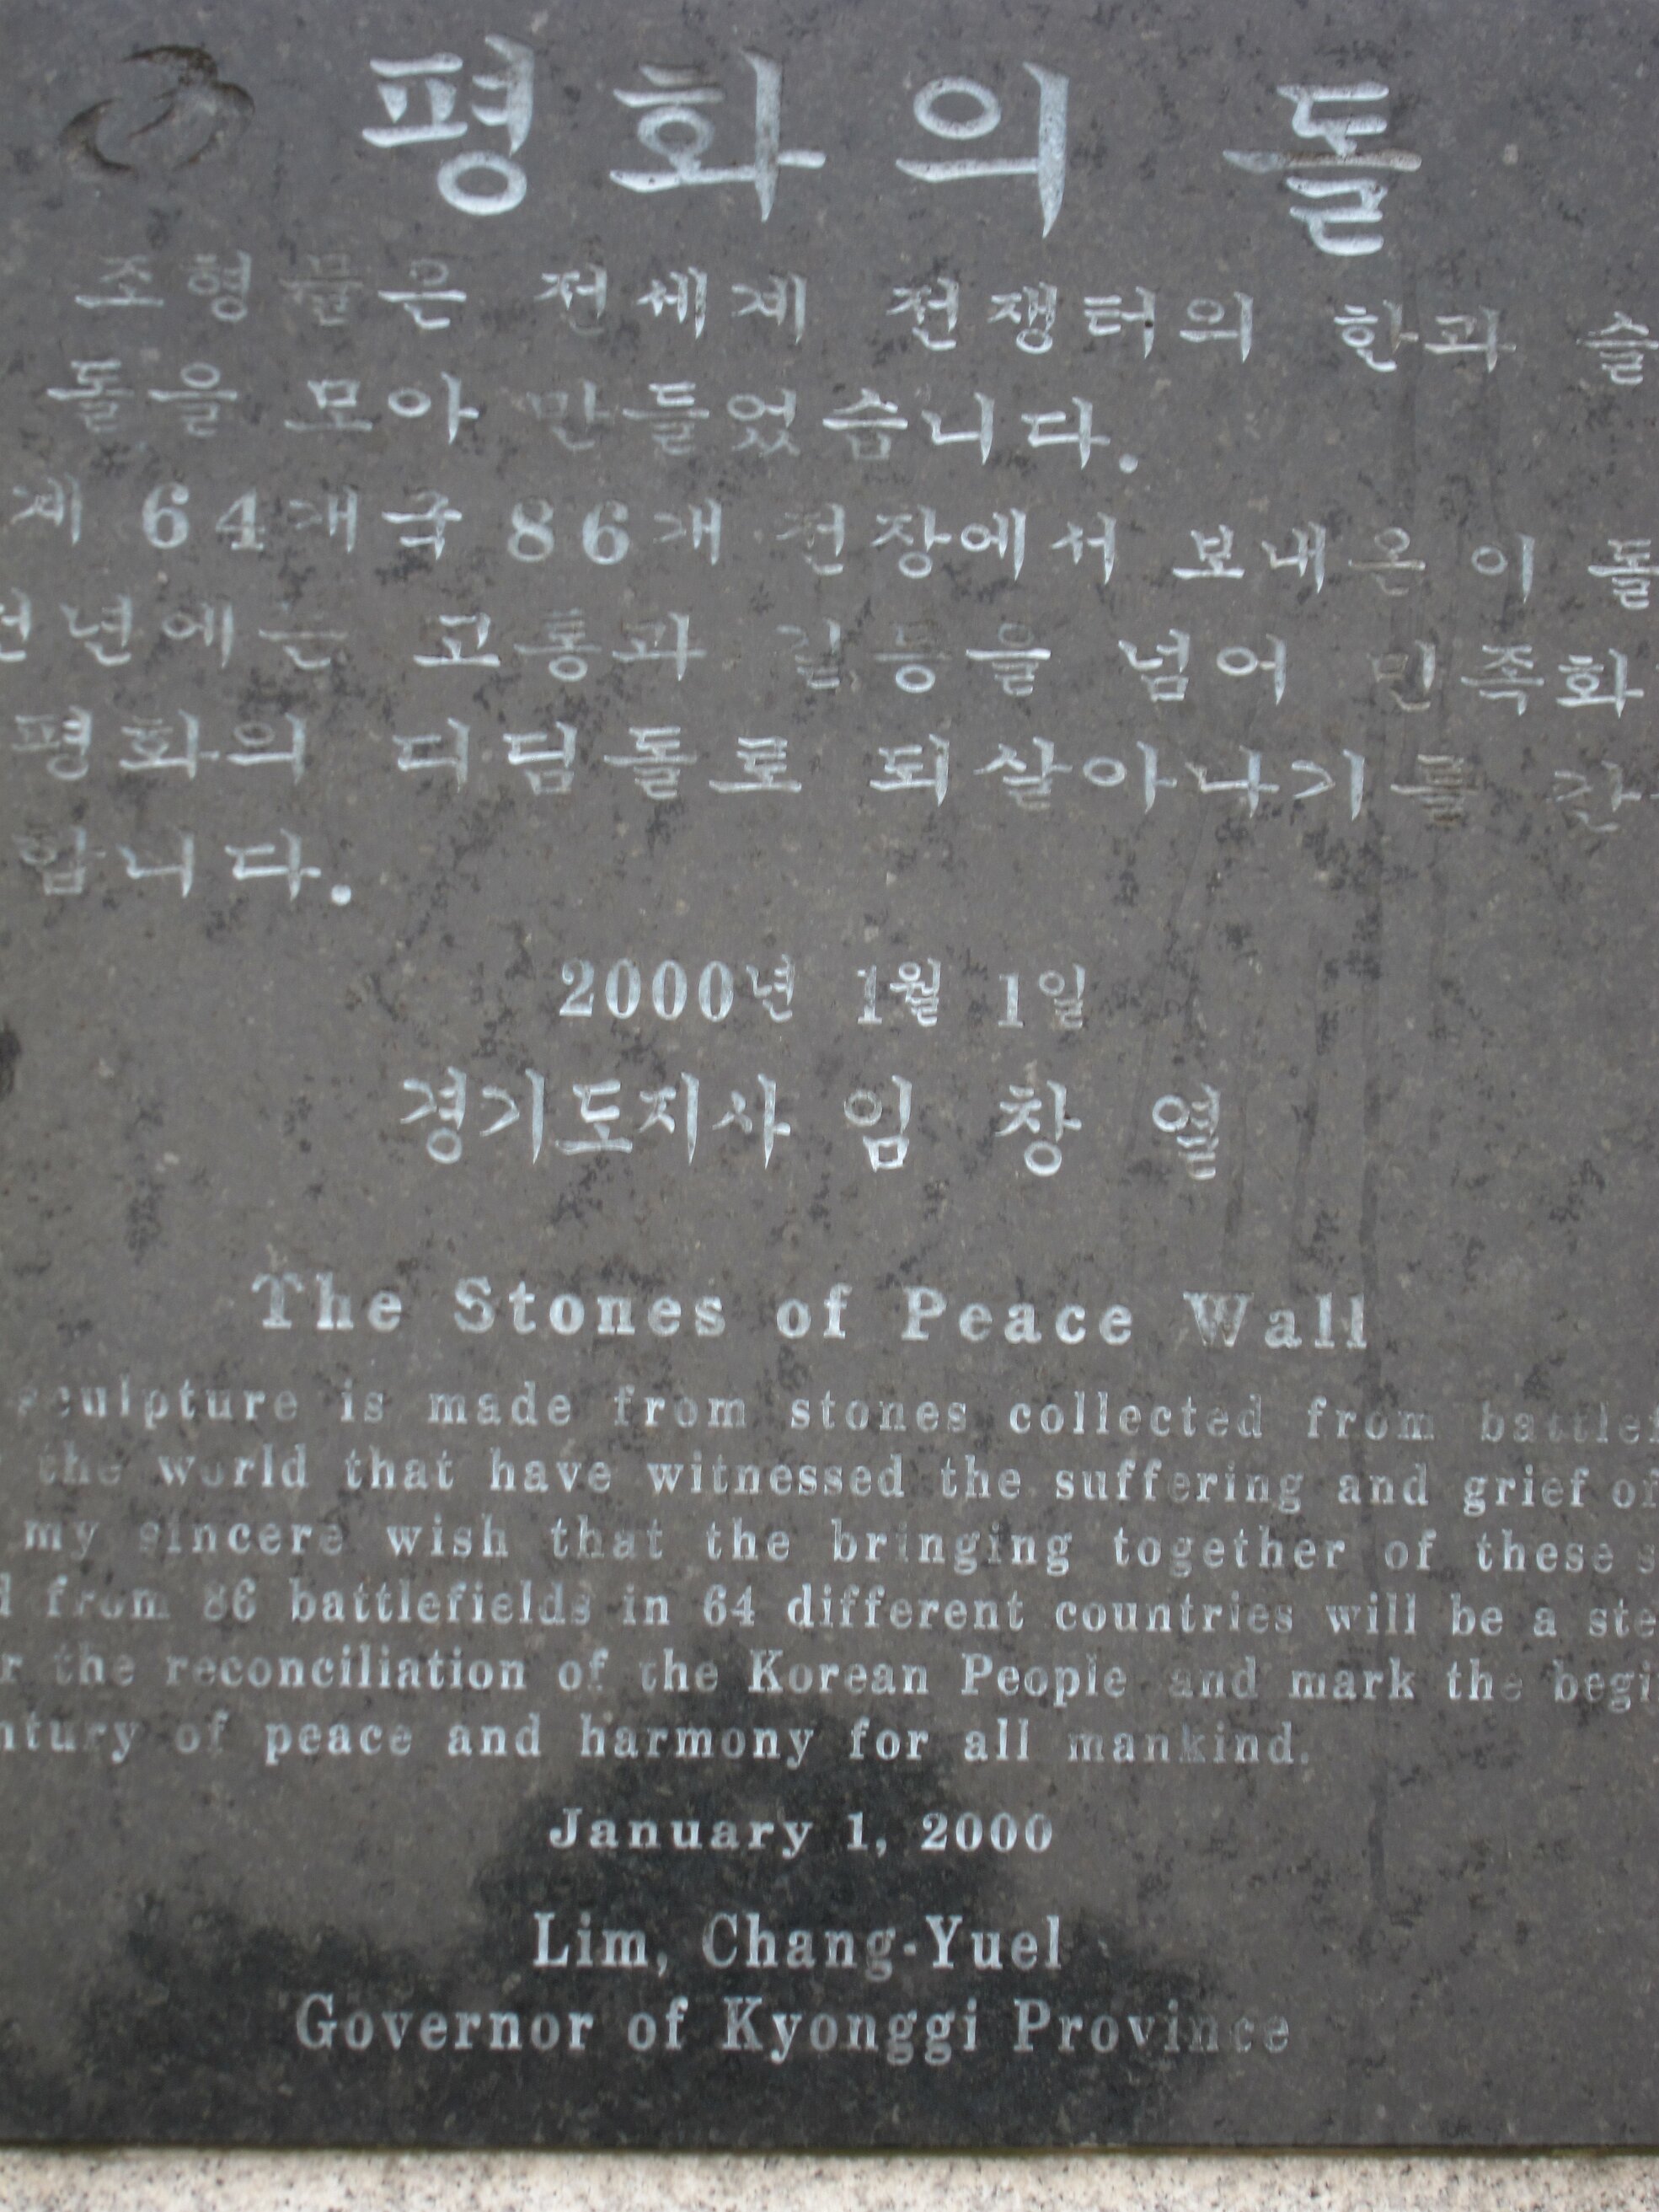 평화의 돌
조형물은 전세계 전쟁터의 한과 슬
돌을 모아 만들었습니다.
제 64개국 86개 전장에서 보내온 이 돌
천년에는 고통과 갈등을 넘어 민족화
평화의 디딤돌로 되살아나기를 간
합니다.
2000년 1월 1일
경기도지사 임 창 열
The Stones of Peace Wall
sculpture is made from stones collected from battlef
the world that have witnessed the suffering and grief of
my sincere wish that the bringing together of these s
d from 86 battlefields in 64 different countries will be a ste
r the reconciliation of the Korean People and mark the begi
ntury of peace and harmony for all mankind.
January 1, 2000
Lim, Chang-Yuel
Governor of Kyonggi Province